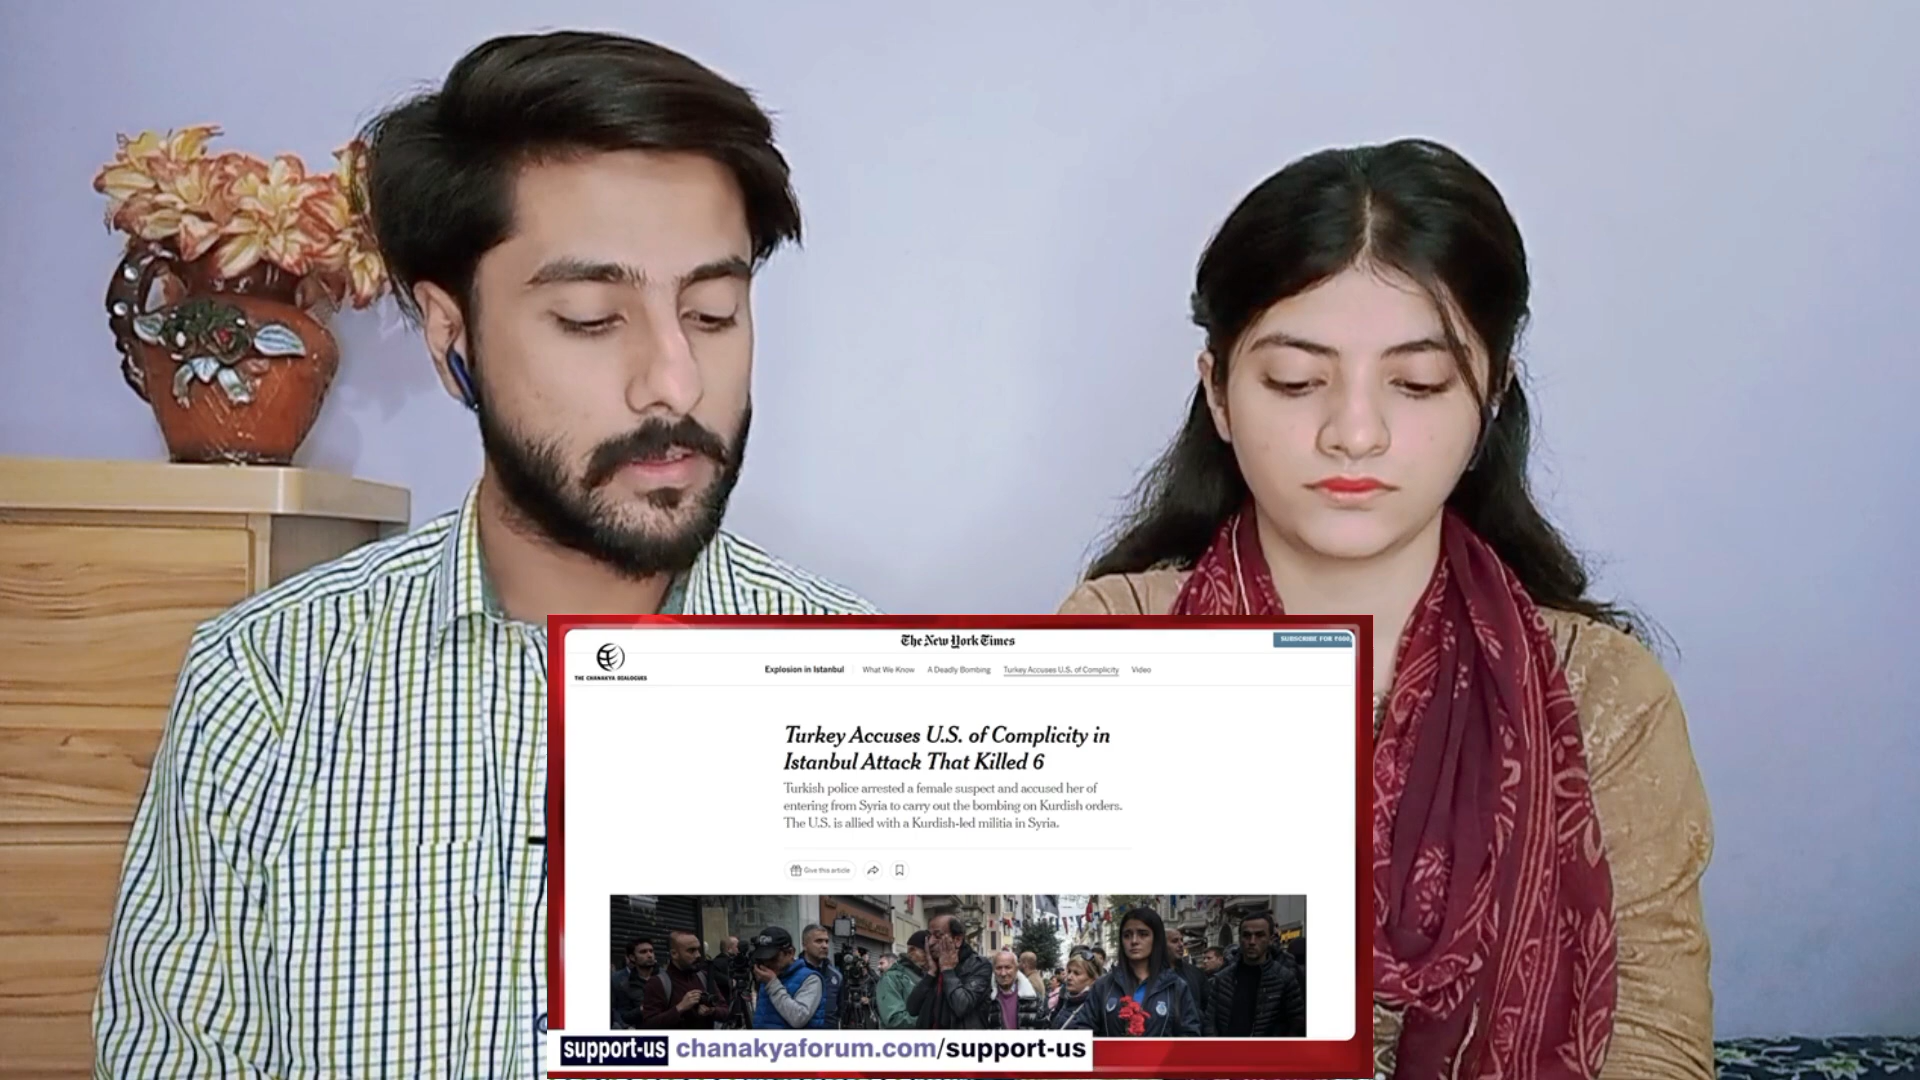 The New York Times
SUBSCRIBE FOR ₹600
THE CHANAKYA DIALOGUES
Explosion in Istanbul What We Know A Deadly Bombing Turkey Accuses U.S. of Complicity Video
Turkey Accuses U.S. of Complicity in
Istanbul Attack That Killed 6
Turkish police arrested a female suspect and accused her of
entering from Syria to carry out the bombing on Kurdish orders.
The U.S. is allied with a Kurdish-led militia in Syria.
Give this article
support-us chanakyaforum.com/support-us